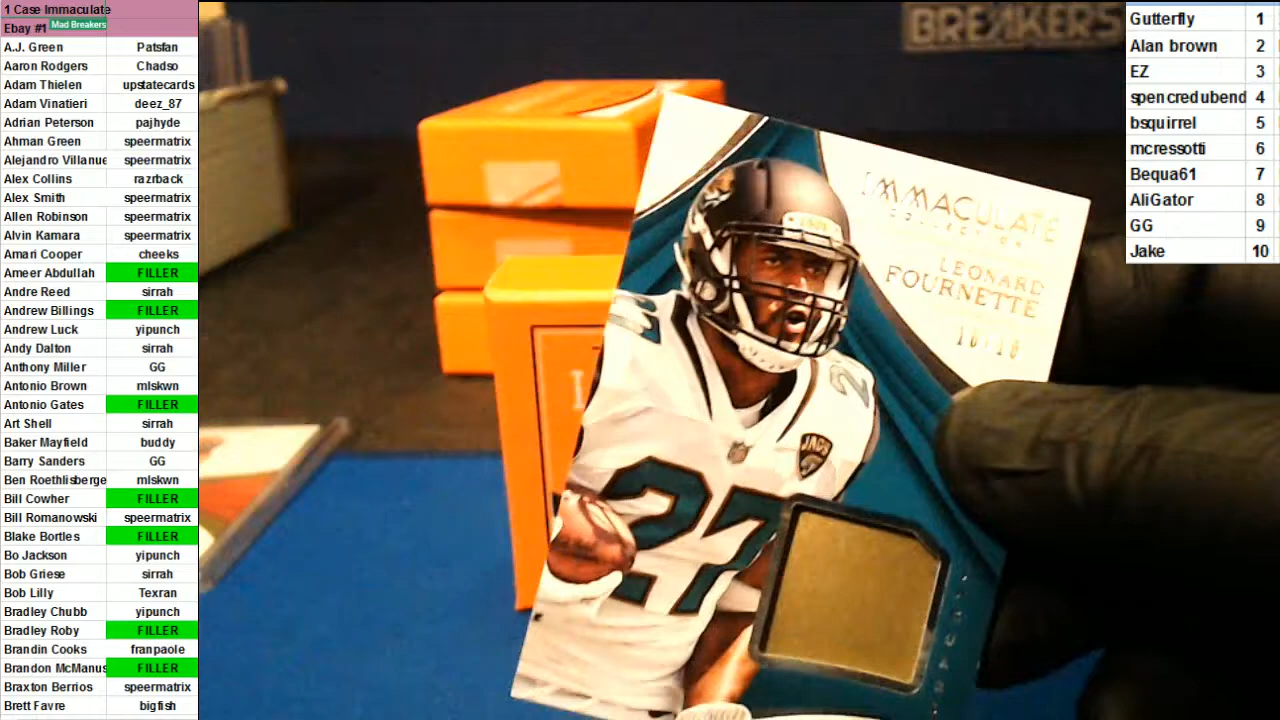 1 Case Immaculate
Ebay #1 Mad Breakers
A.J. Green Patsfan
Aaron Rodgers Chadso
Adam Thielen upstatecards
Adam Vinatieri deez_87
Adrian Peterson pajhyde
Ahman Green speermatrix
Alejandro Villanue speermatrix
Alex Collins razrback
Alex Smith speermatrix
Allen Robinson speermatrix
Alvin Kamara speermatrix
Amari Cooper cheeks
Ameer Abdullah FILLER
Andre Reed sirrah
Andrew Billings FILLER
Andrew Luck yipunch
Andy Dalton sirrah
Anthony Miller GG
Antonio Brown mlskwn
Antonio Gates FILLER
Art Shell sirrah
Baker Mayfield buddy
Barry Sanders GG
Ben Roethlisberge mlskwn
Bill Cowher FILLER
Bill Romanowski speermatrix
Blake Bortles FILLER
Bo Jackson yipunch
Bob Griese sirrah
Bob Lilly Texran
Bradley Chubb yipunch
Bradley Roby FILLER
Brandin Cooks franpaole
Brandon McManus FILLER
Braxton Berrios speermatrix
Brett Favre bigfish
BREAKERS
IMMACULATE
COLLECTION
LEONARD
FOURNETTE
10/10
2
JAGS
27
Gutterfly 1
Alan brown 2
EZ 3
spencredubend 4
bsquirrel 5
mcressotti 6
Bequa61 7
AliGator 8
GG 9
Jake 10